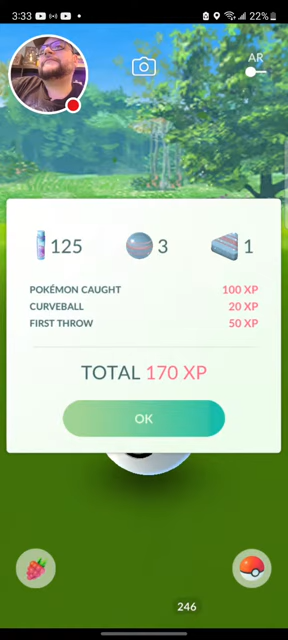 3:33 22%
AR
125 3 1
POKÉMON CAUGHT 100 XP
CURVEBALL 20 XP
FIRST THROW 50 XP
TOTAL 170 XP
OK
246